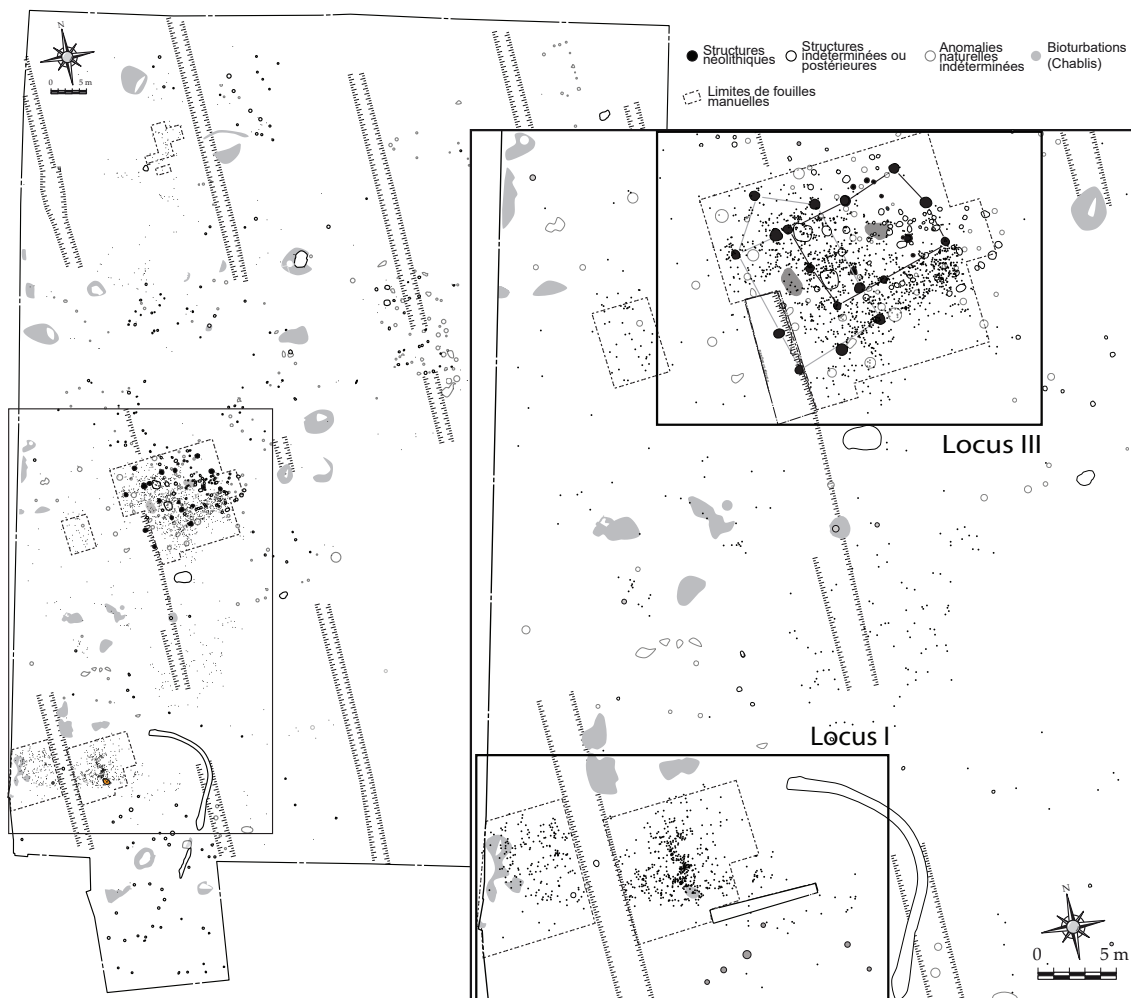 N
0 5 m
Structures
néolithiques
Structures
indéterminées ou
postérieures
Anomalies
naturelles
indéterminées
Bioturbations
(Chablis)
Limites de fouilles
manuelles
Locus III
Locus I
N
0 5 m